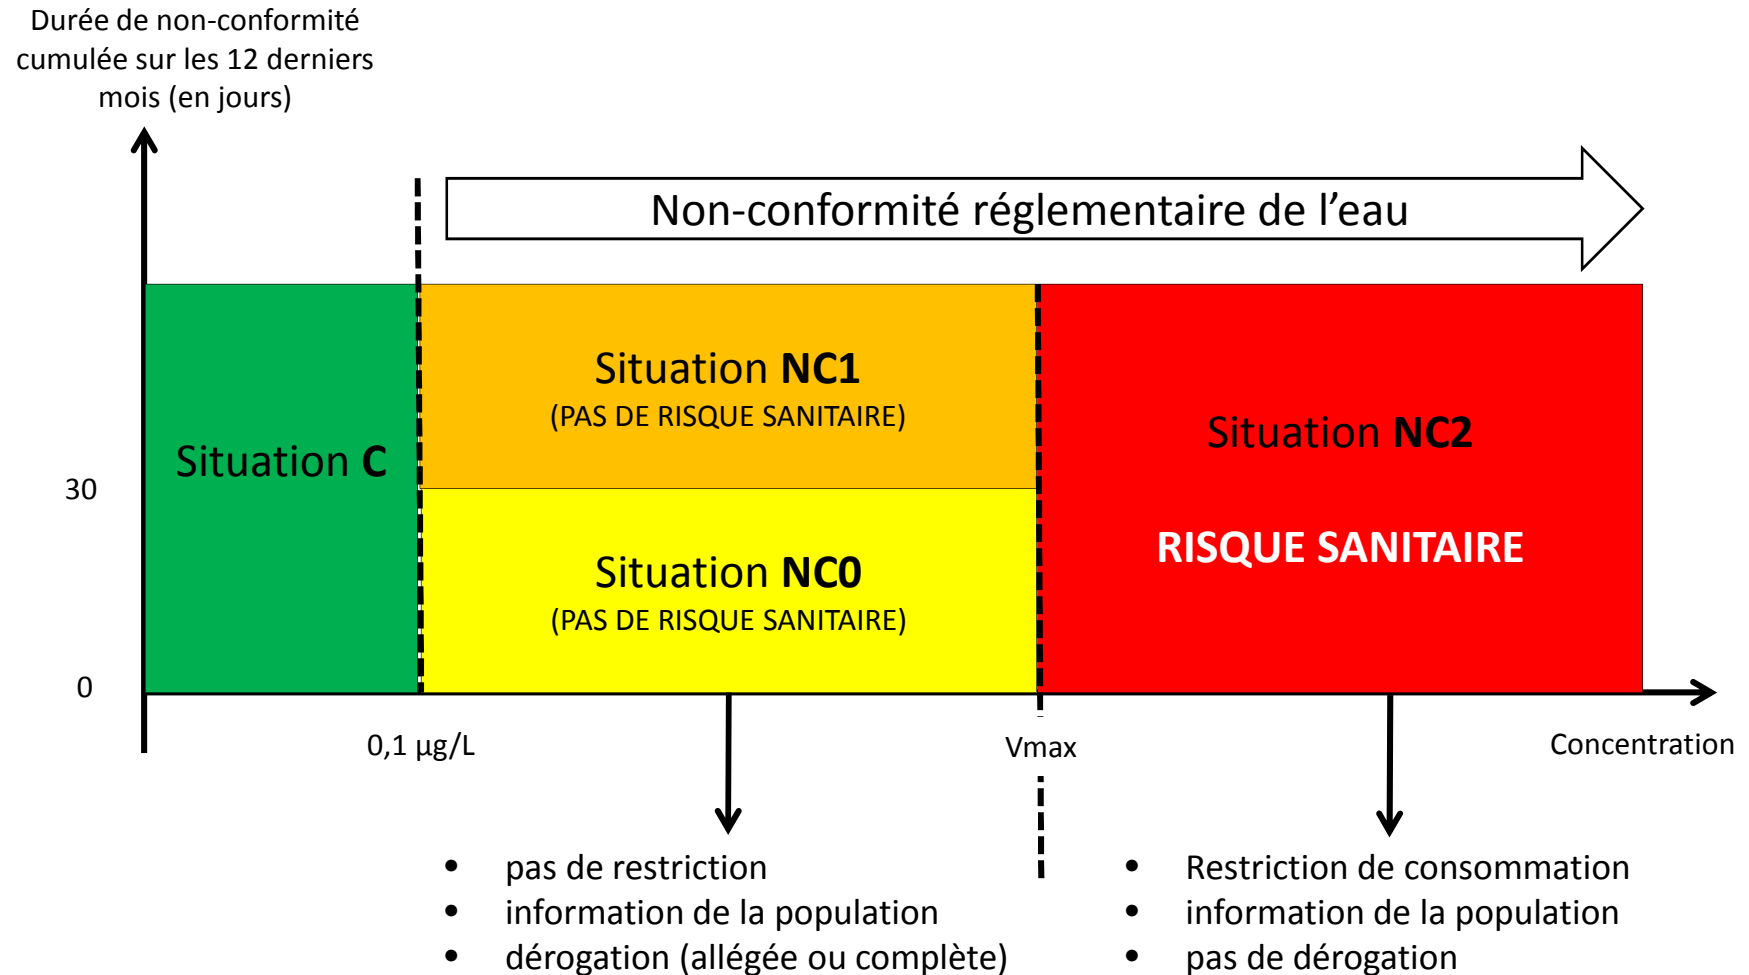 Durée de non-conformité
cumulée sur les 12 derniers
mois (en jours)
Non-conformité réglementaire de l’eau
Situation C
Situation NC1
(PAS DE RISQUE SANITAIRE)
Situation NC0
(PAS DE RISQUE SANITAIRE)
Situation NC2
RISQUE SANITAIRE
30
0
0,1 µg/L
Vmax
Concentration
• pas de restriction
• information de la population
• dérogation (allégée ou complète)
• Restriction de consommation
• information de la population
• pas de dérogation